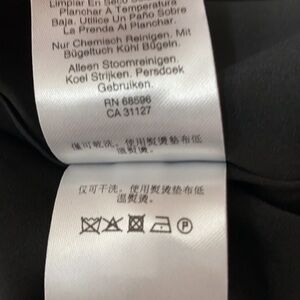 Limpiar En Seco
Planchar A Temperatura
Baja. Utilice Un Paño Sobre
La Prenda Al Planchar.
Nur Chemisch Reinigen, Mit
Bügeltuch Kühl Bügeln.
Alleen Stoomreinigen.
Koel Strijken. Persdoek
Gebruiken.
RN 68596
CA 31127
僅可乾洗。使用熨燙墊布低
溫熨燙。
仅可干洗。使用熨烫垫布低
温熨烫。
P